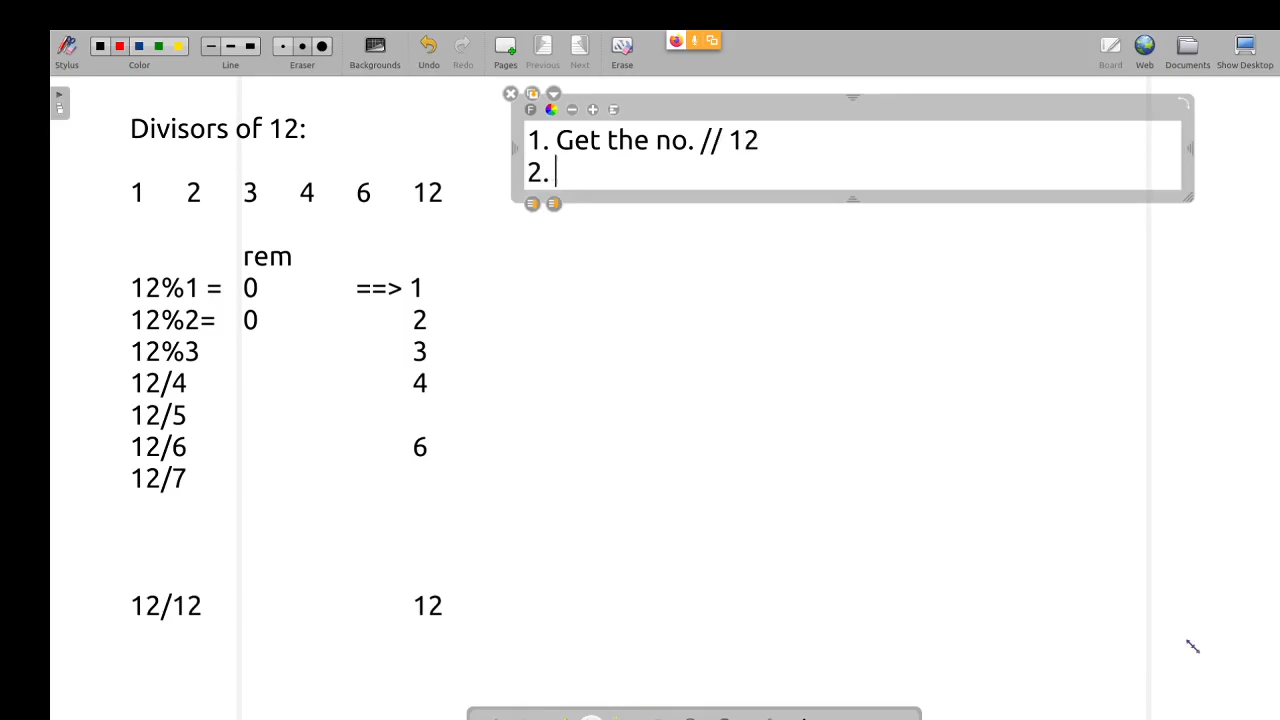 Stylus Color Line Eraser Backgrounds Undo Redo Pages Previous Next Erase Board Web Documents Show Desktop
Divisors of 12:
1 2 3 4 6 12
rem
12%1 = 0 ==> 1
12%2= 0 2
12%3 3
12/4 4
12/5
12/6 6
12/7
12/12 12
F
1. Get the no. // 12
2.